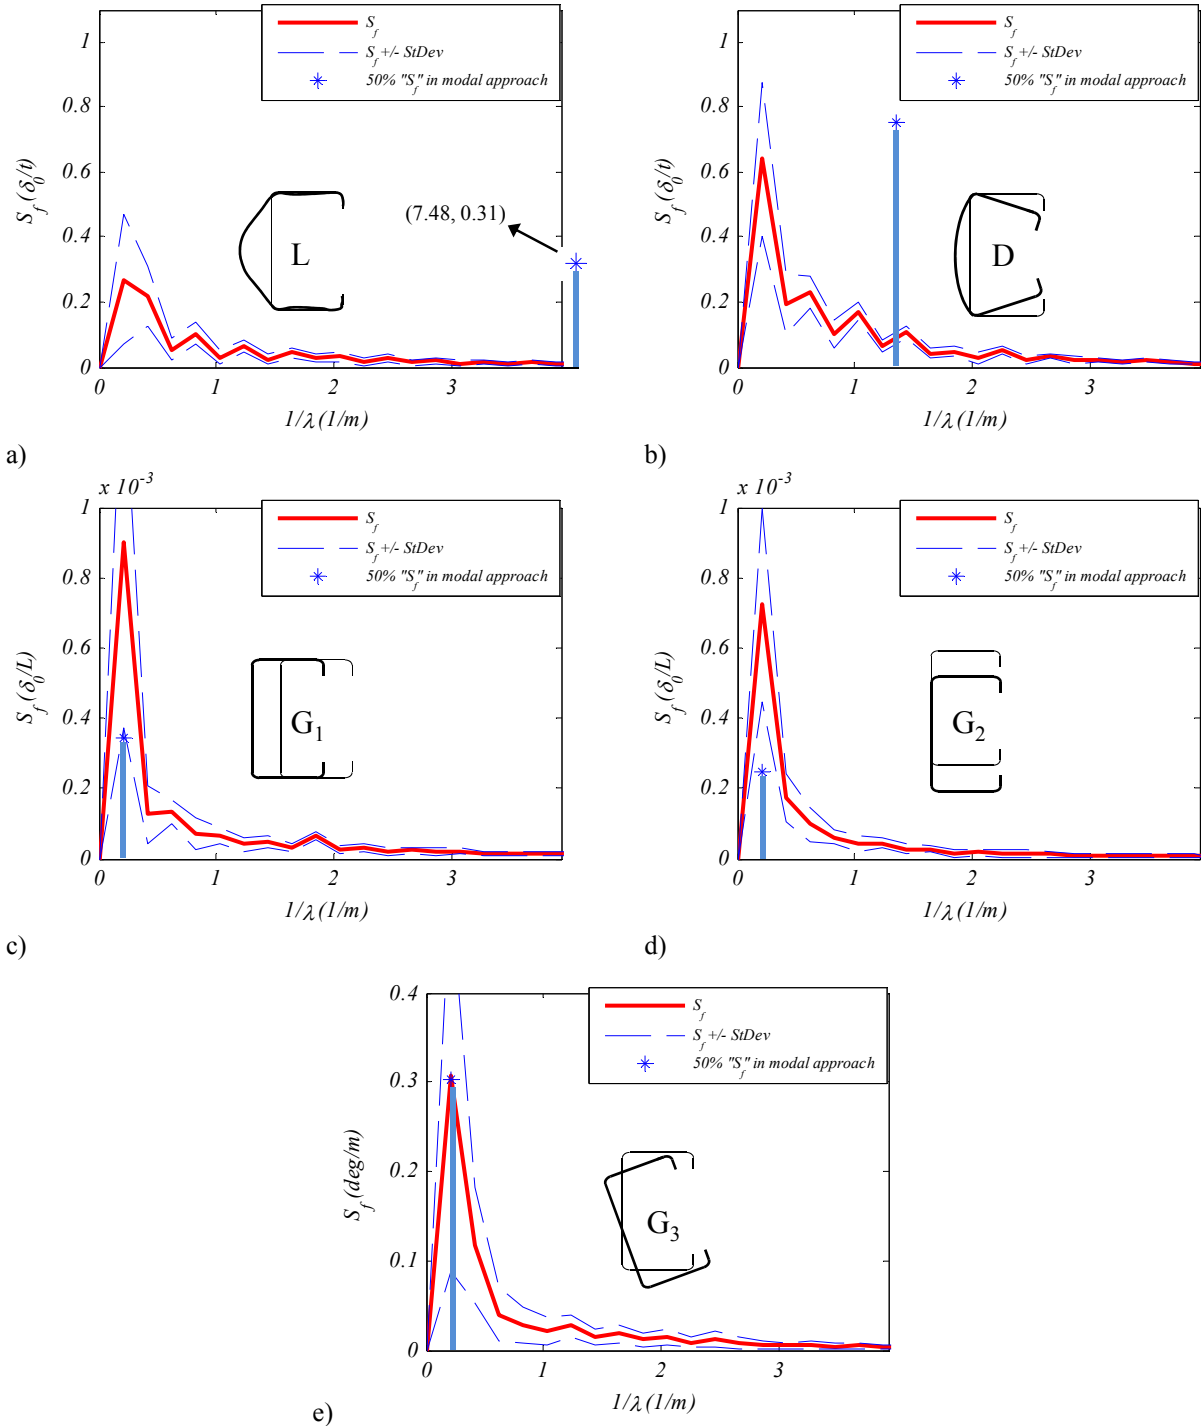 1
0.8
0.6
0.4
0.2
0
S_f (δ_0/t)
S_f
S_f +/- StDev
50% "S_f" in modal approach
L
(7.48, 0.31)
0 1 2 3
1/λ (1/m)
a)
1
0.8
0.6
0.4
0.2
0
S_f (δ_0/t)
S_f
S_f +/- StDev
50% "S_f" in modal approach
D
0 1 2 3
1/λ (1/m)
b)
x 10^-3
1
0.8
0.6
0.4
0.2
0
S_f (δ_0/L)
S_f
S_f +/- StDev
50% "S_f" in modal approach
G_1
0 1 2 3
1/λ (1/m)
c)
x 10^-3
1
0.8
0.6
0.4
0.2
0
S_f (δ_0/L)
S_f
S_f +/- StDev
50% "S_f" in modal approach
G_2
0 1 2 3
1/λ (1/m)
d)
0.4
0.3
0.2
0.1
0
S_f (deg/m)
S_f
S_f +/- StDev
50% "S_f" in modal approach
G_3
0 1 2 3
1/λ (1/m)
e)